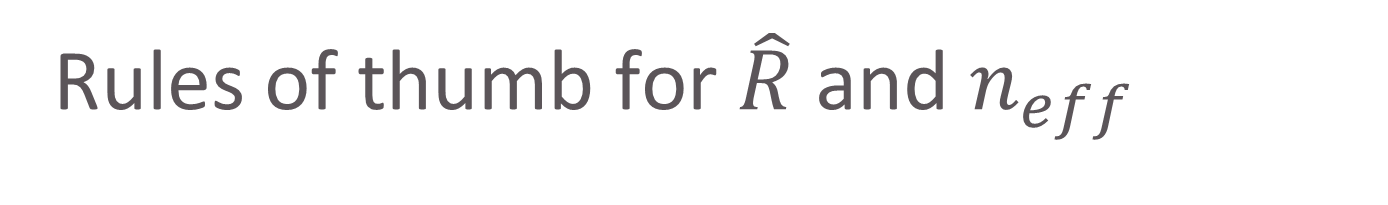 Rules of thumb for R̂ and n_eff